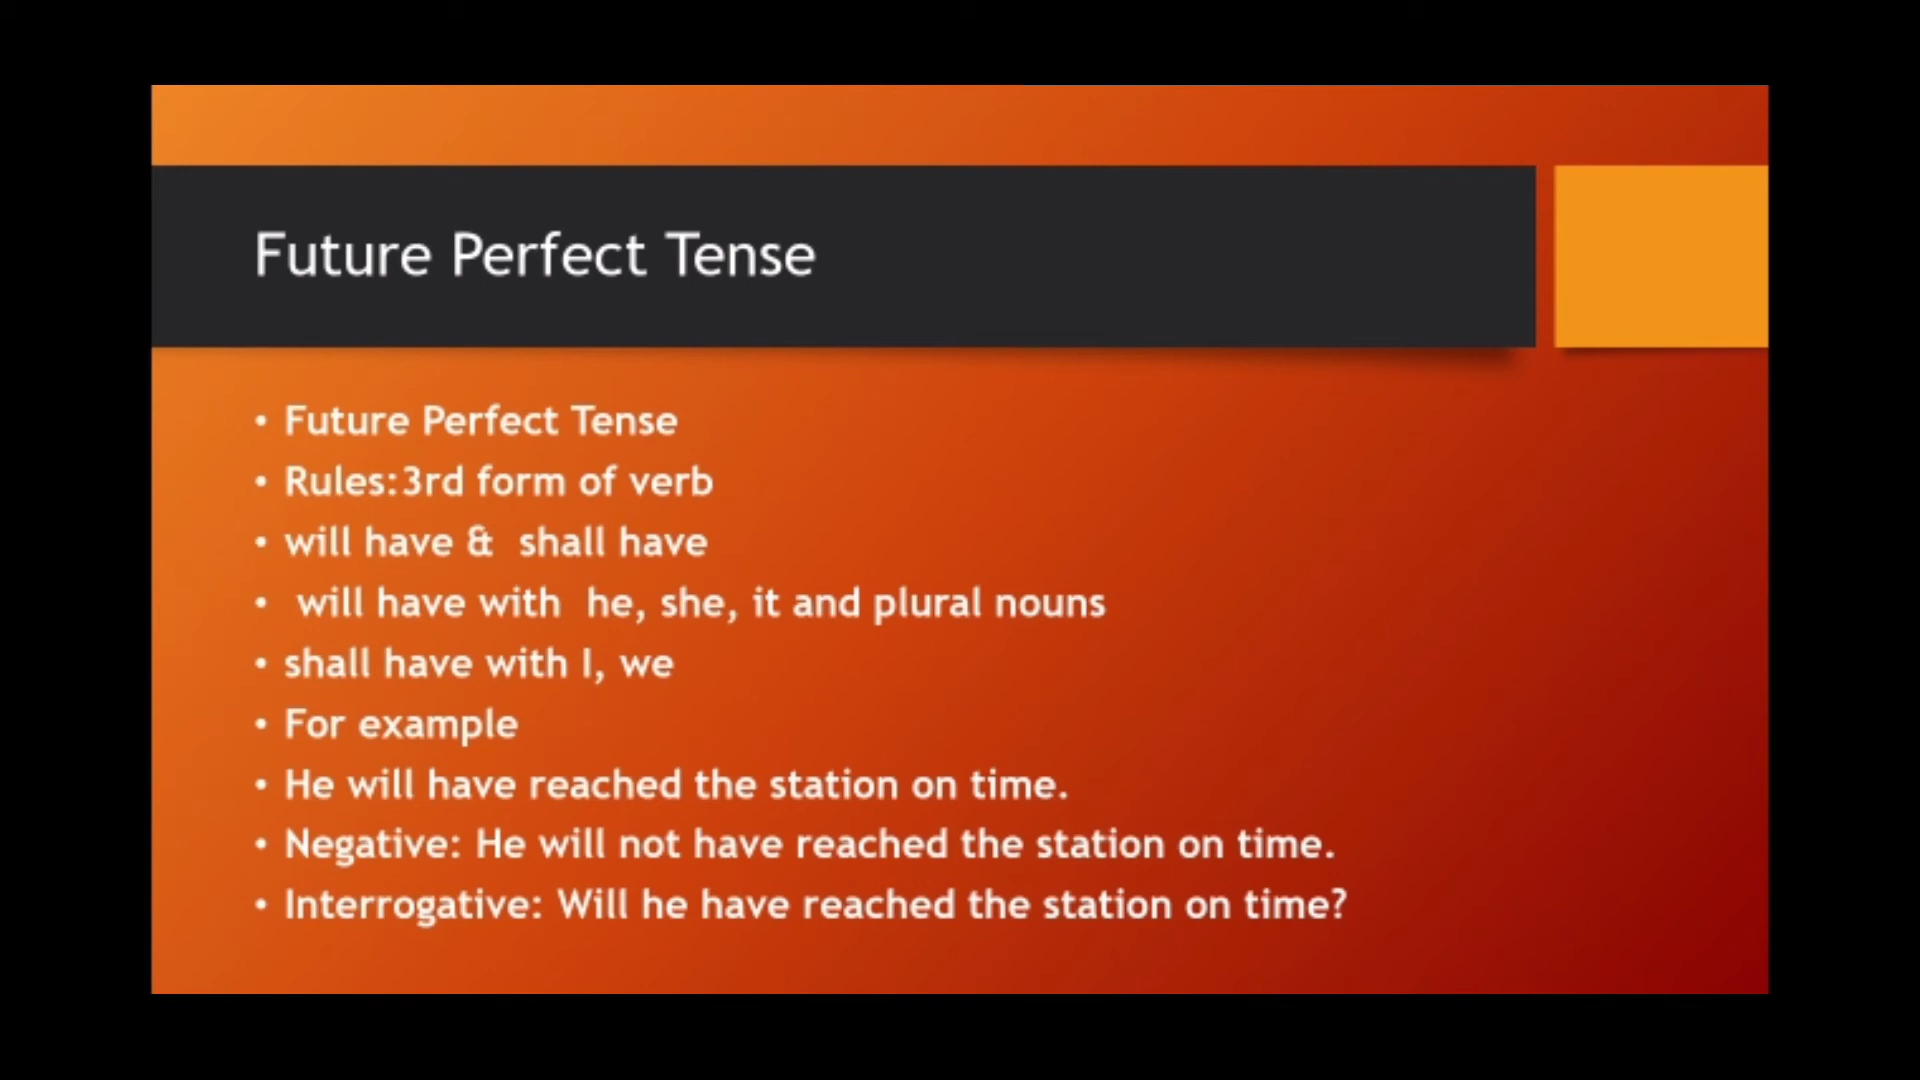 Future Perfect Tense
• Future Perfect Tense
• Rules:3rd form of verb
• will have & shall have
• will have with he, she, it and plural nouns
• shall have with I, we
• For example
• He will have reached the station on time.
• Negative: He will not have reached the station on time.
• Interrogative: Will he have reached the station on time?